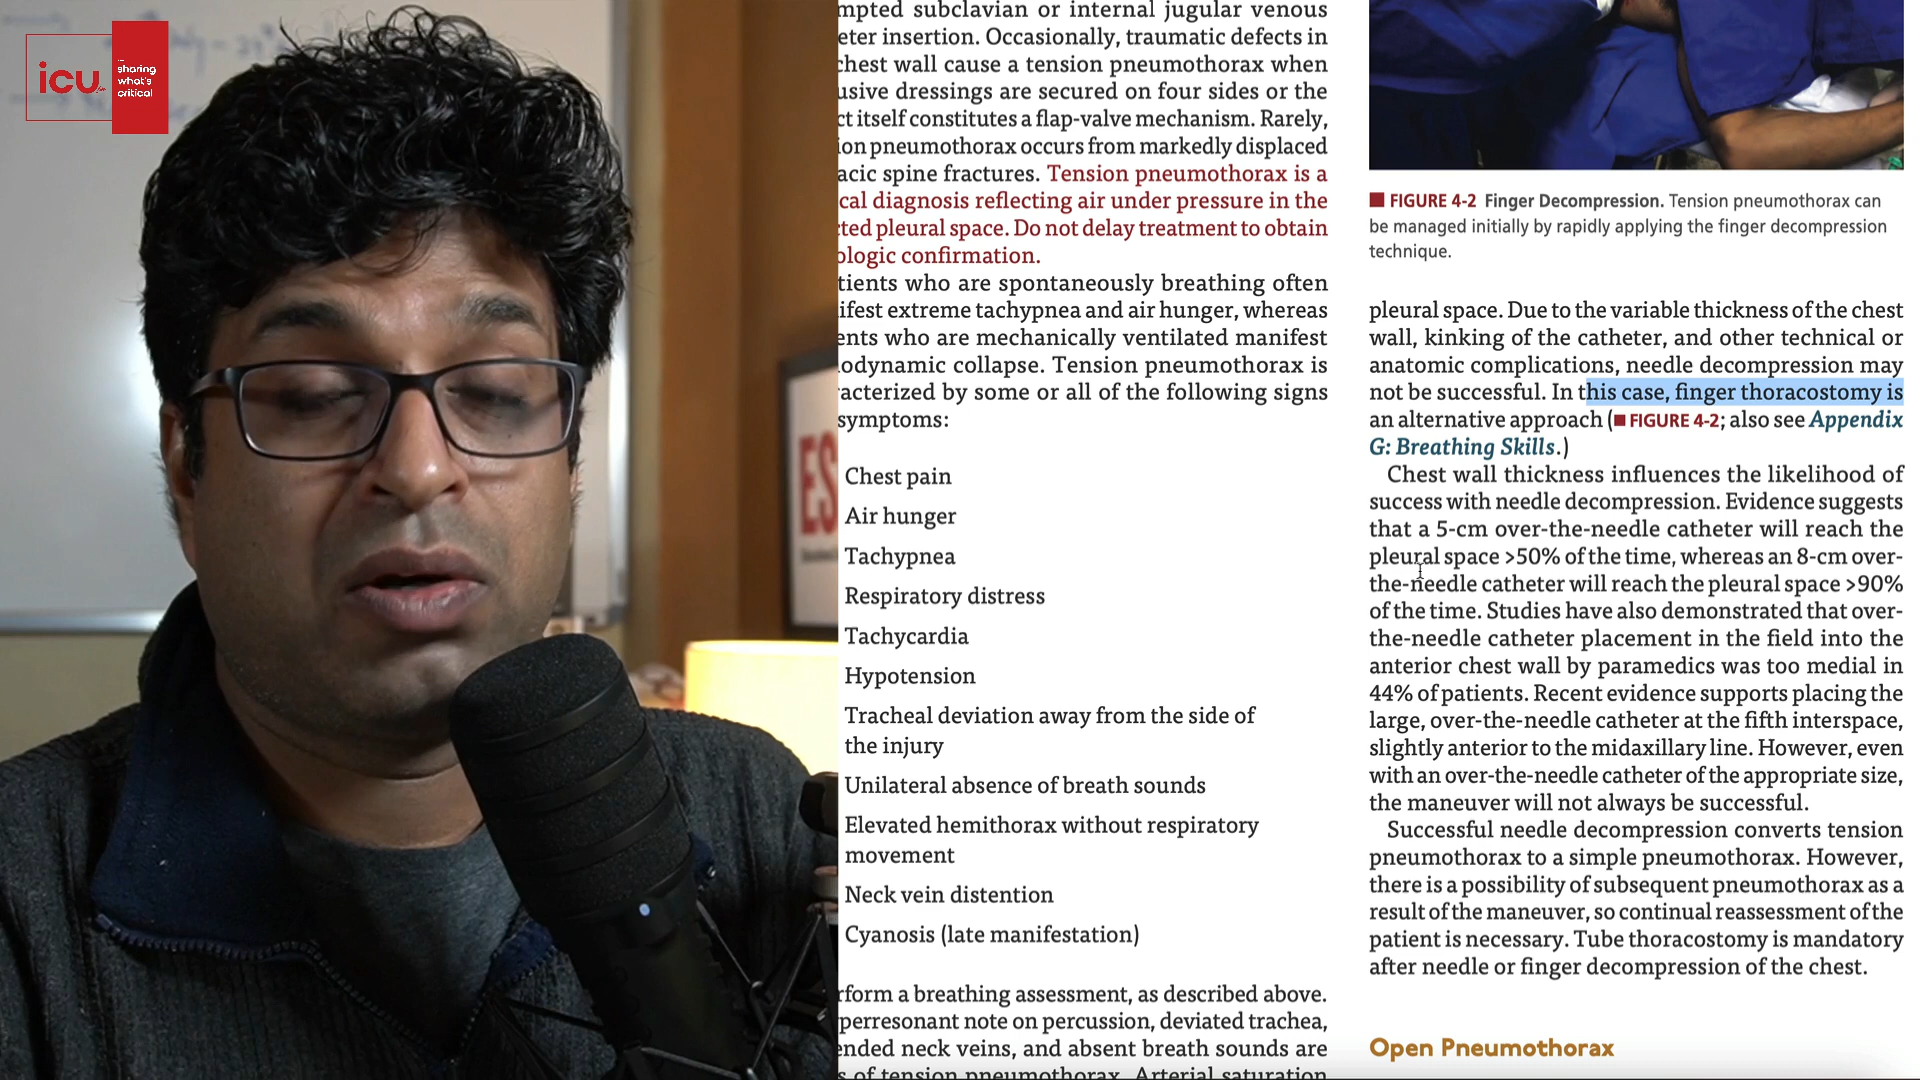 icu
sharing
what's
critical
ES
mpted subclavian or internal jugular venous
eter insertion. Occasionally, traumatic defects in
chest wall cause a tension pneumothorax when
usive dressings are secured on four sides or the
ct itself constitutes a flap-valve mechanism. Rarely,
ion pneumothorax occurs from markedly displaced
acic spine fractures. Tension pneumothorax is a
cal diagnosis reflecting air under pressure in the
cted pleural space. Do not delay treatment to obtain
ologic confirmation.
tients who are spontaneously breathing often
ifest extreme tachypnea and air hunger, whereas
ents who are mechanically ventilated manifest
odynamic collapse. Tension pneumothorax is
racterized by some or all of the following signs
symptoms:
Chest pain
Air hunger
Tachypnea
Respiratory distress
Tachycardia
Hypotension
Tracheal deviation away from the side of
the injury
Unilateral absence of breath sounds
Elevated hemithorax without respiratory
movement
Neck vein distention
Cyanosis (late manifestation)
rform a breathing assessment, as described above.
perresonant note on percussion, deviated trachea,
ended neck veins, and absent breath sounds are
s of tension pneumothorax. Arterial saturation
■ FIGURE 4-2 Finger Decompression. Tension pneumothorax can
be managed initially by rapidly applying the finger decompression
technique.
pleural space. Due to the variable thickness of the chest
wall, kinking of the catheter, and other technical or
anatomic complications, needle decompression may
not be successful. In this case, finger thoracostomy is
an alternative approach (■ FIGURE 4-2; also see Appendix
G: Breathing Skills.)
Chest wall thickness influences the likelihood of
success with needle decompression. Evidence suggests
that a 5-cm over-the-needle catheter will reach the
pleural space >50% of the time, whereas an 8-cm over-
the-needle catheter will reach the pleural space >90%
of the time. Studies have also demonstrated that over-
the-needle catheter placement in the field into the
anterior chest wall by paramedics was too medial in
44% of patients. Recent evidence supports placing the
large, over-the-needle catheter at the fifth interspace,
slightly anterior to the midaxillary line. However, even
with an over-the-needle catheter of the appropriate size,
the maneuver will not always be successful.
Successful needle decompression converts tension
pneumothorax to a simple pneumothorax. However,
there is a possibility of subsequent pneumothorax as a
result of the maneuver, so continual reassessment of the
patient is necessary. Tube thoracostomy is mandatory
after needle or finger decompression of the chest.
Open Pneumothorax